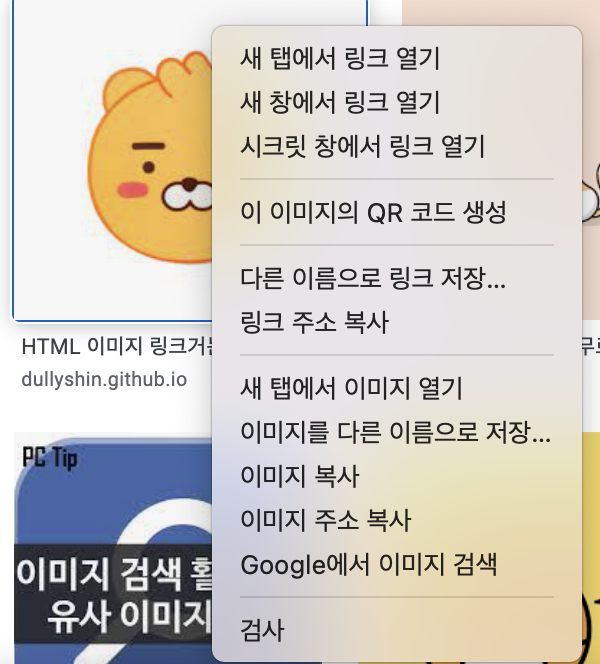 새 탭에서 링크 열기
새 창에서 링크 열기
시크릿 창에서 링크 열기
이 이미지의 QR 코드 생성
다른 이름으로 링크 저장...
링크 주소 복사
새 탭에서 이미지 열기
이미지를 다른 이름으로 저장...
이미지 복사
이미지 주소 복사
Google에서 이미지 검색
검사
HTML 이미지
dullyshin.github.io
PC Tip
이미지 검색
유사 이미지